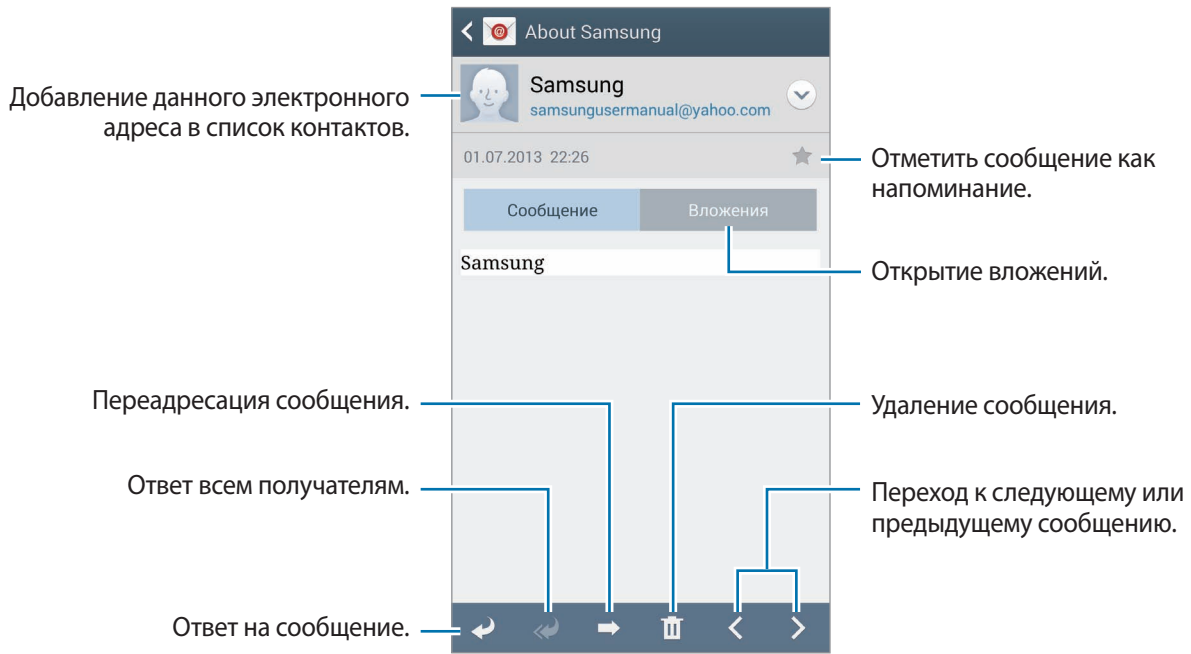 About Samsung
Добавление данного электронного
адреса в список контактов.
Samsung
samsungusermanual@yahoo.com
01.07.2013 22:26
Отметить сообщение как
напоминание.
Сообщение
Вложения
Samsung
Открытие вложений.
Переадресация сообщения.
Удаление сообщения.
Ответ всем получателям.
Переход к следующему или
предыдущему сообщению.
Ответ на сообщение.